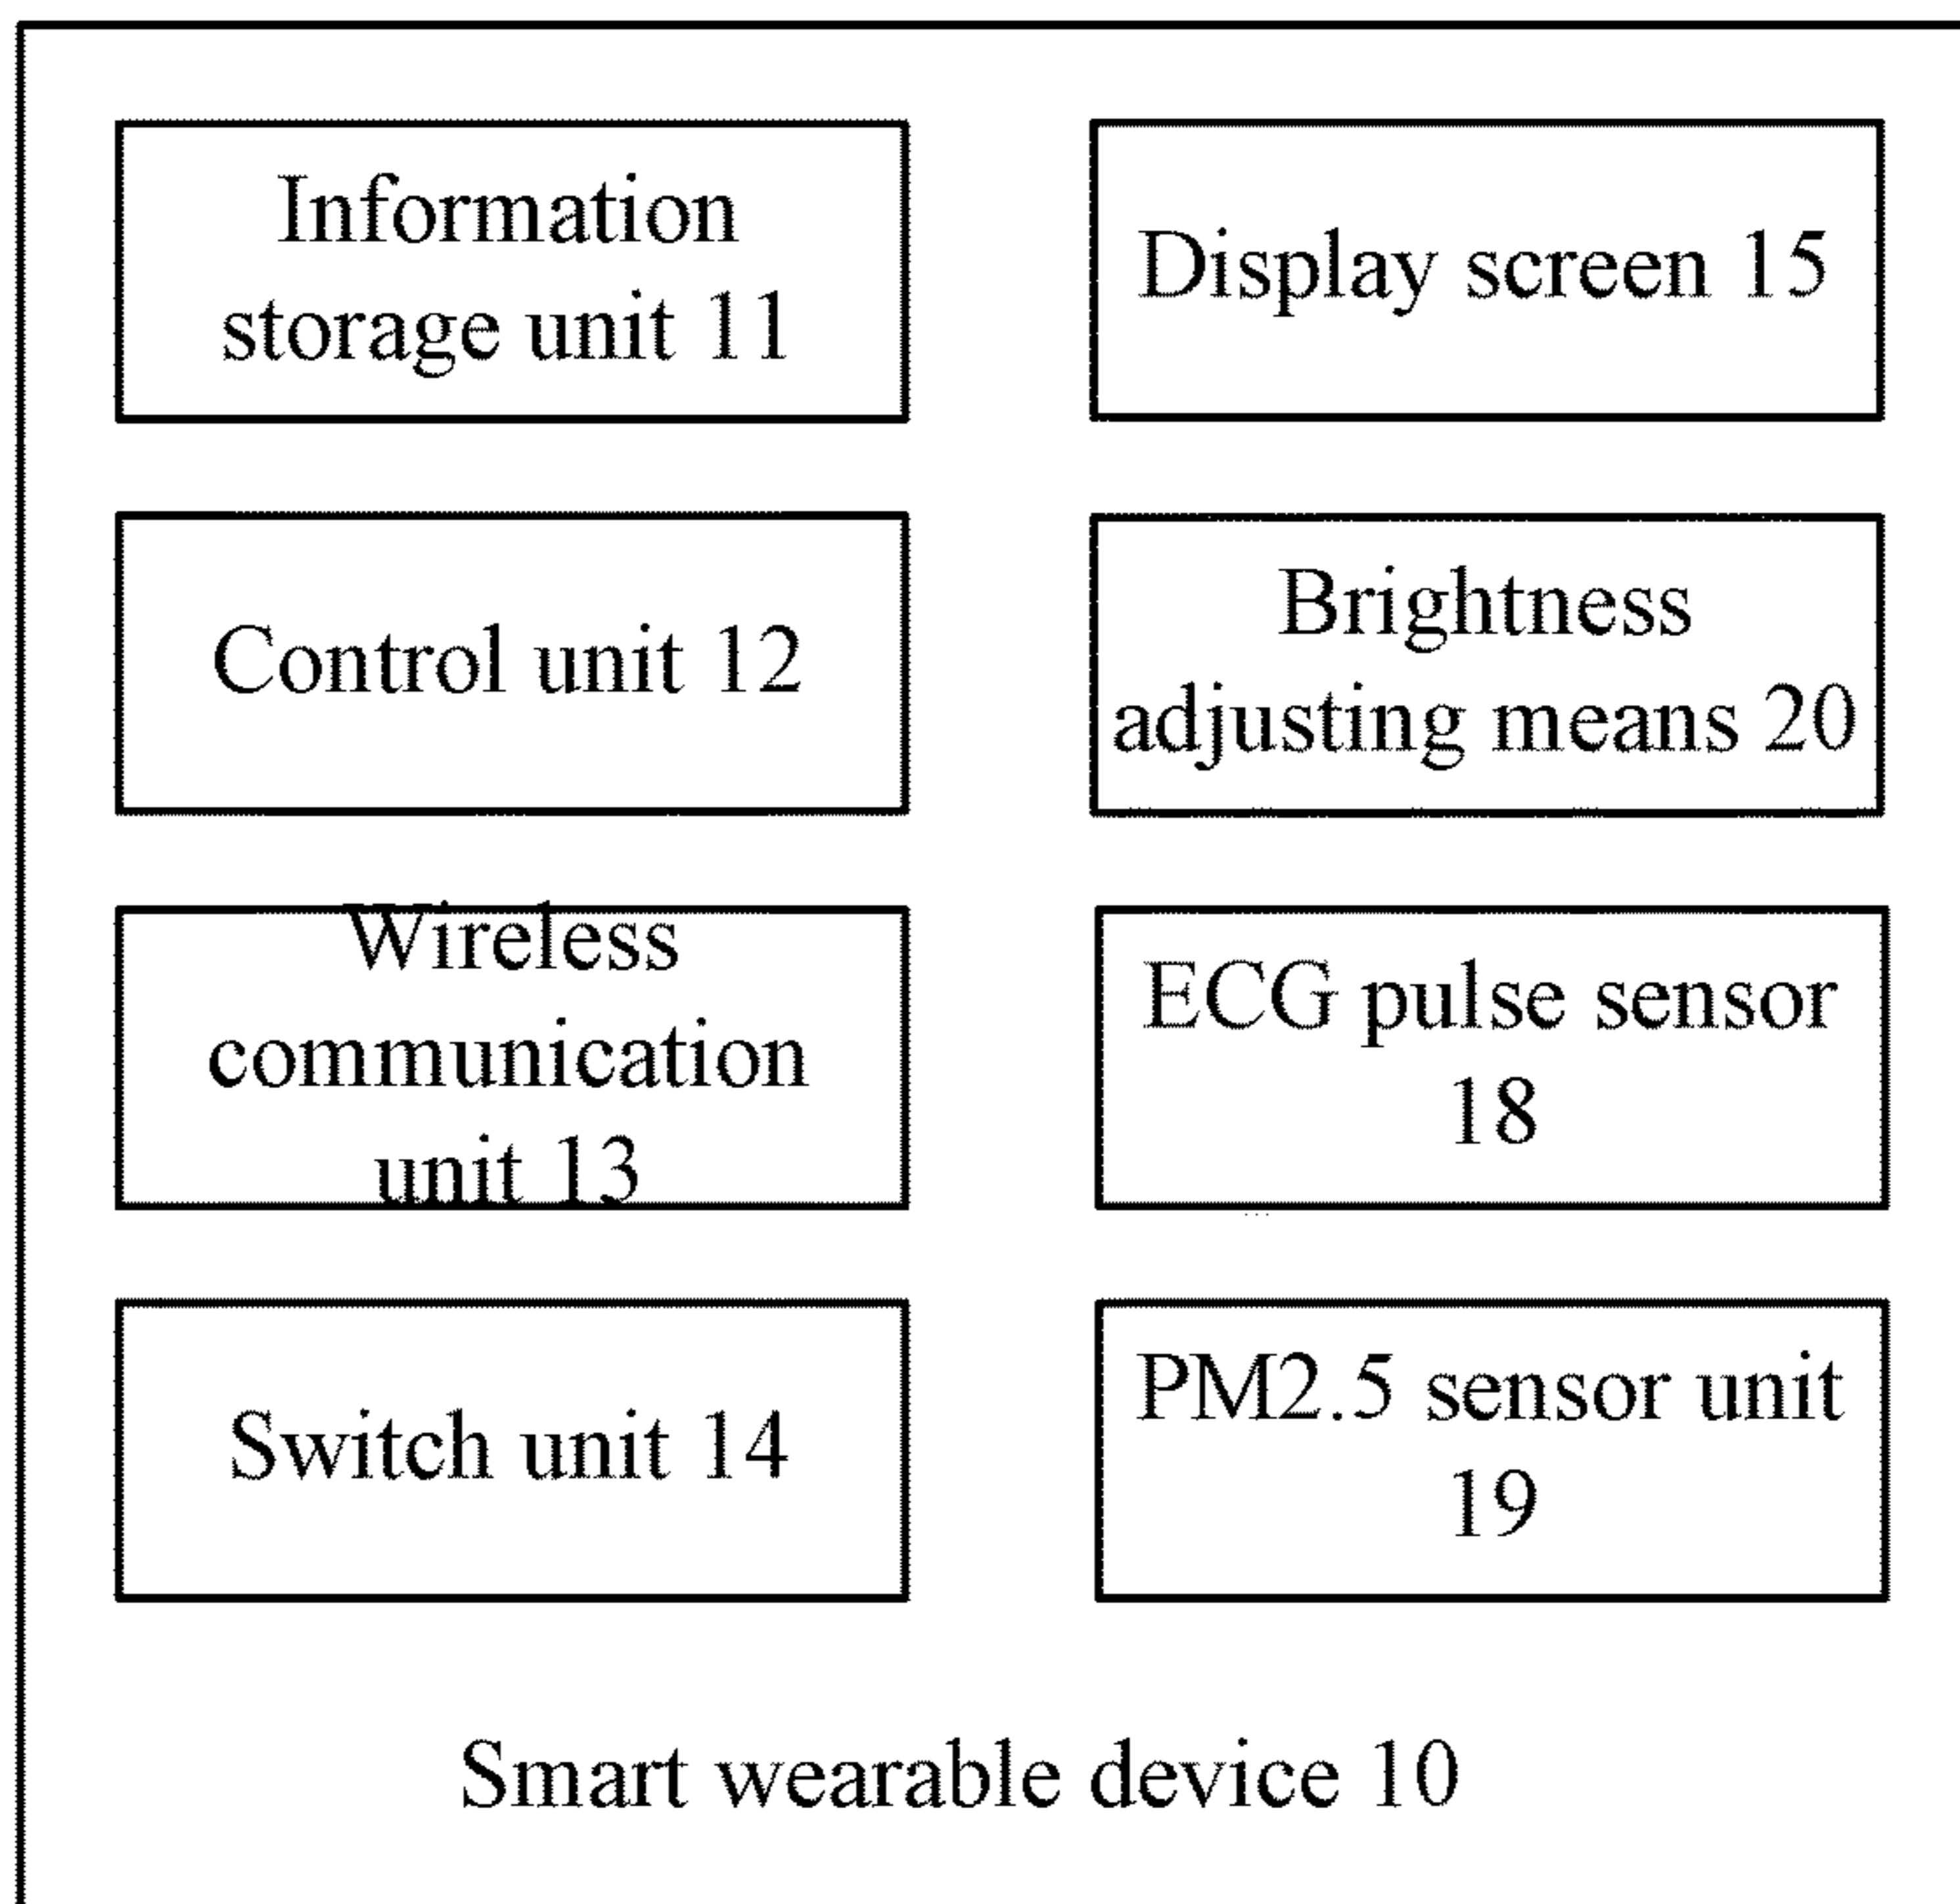 Information
storage unit 11
Display screen 15
Control unit 12
Brightness
adjusting means 20
Wireless
communication
unit 13
ECG pulse sensor
18
Switch unit 14
PM2.5 sensor unit
19
Smart wearable device 10